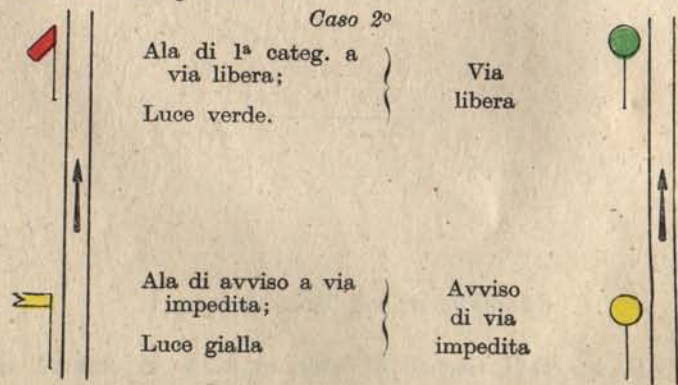 Caso 2º
Ala di 1ª categ. a
via libera;
Luce verde.
Via
libera
Ala di avviso a via
impedita;
Luce gialla
Avviso
di via
impedita